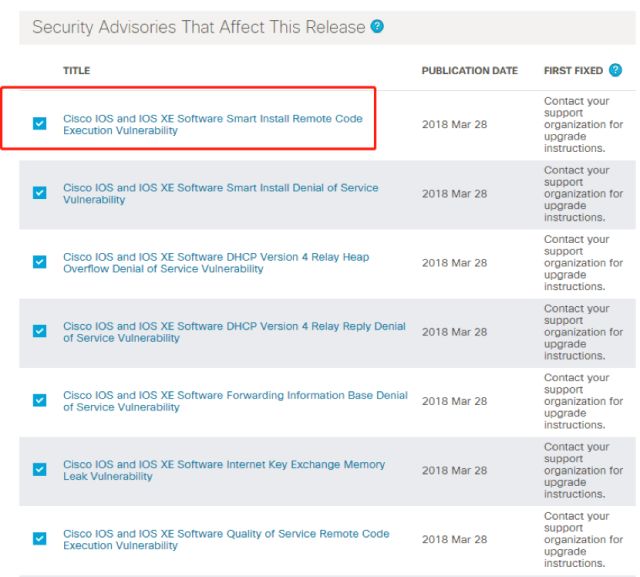 Security Advisories That Affect This Release ?
TITLE PUBLICATION DATE FIRST FIXED ?
Cisco IOS and IOS XE Software Smart Install Remote Code
Execution Vulnerability
2018 Mar 28
Contact your
support
organization for
upgrade
instructions.
Cisco IOS and IOS XE Software Smart Install Denial of Service
Vulnerability
2018 Mar 28
Contact your
support
organization for
upgrade
instructions.
Cisco IOS and IOS XE Software DHCP Version 4 Relay Heap
Overflow Denial of Service Vulnerability
2018 Mar 28
Contact your
support
organization for
upgrade
instructions.
Cisco IOS and IOS XE Software DHCP Version 4 Relay Reply Denial
of Service Vulnerability
2018 Mar 28
Contact your
support
organization for
upgrade
instructions.
Cisco IOS and IOS XE Software Forwarding Information Base Denial
of Service Vulnerability
2018 Mar 28
Contact your
support
organization for
upgrade
instructions.
Cisco IOS and IOS XE Software Internet Key Exchange Memory
Leak Vulnerability
2018 Mar 28
Contact your
support
organization for
upgrade
instructions.
Cisco IOS and IOS XE Software Quality of Service Remote Code
Execution Vulnerability
2018 Mar 28
Contact your
support
organization for
upgrade
instructions.